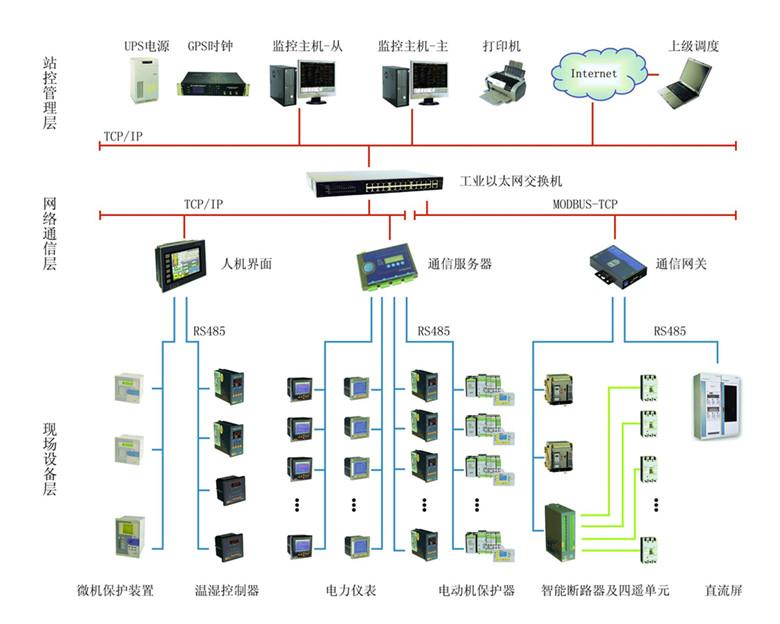 UPS电源
GPS时钟
监控主机-从
监控主机-主
打印机
Internet
上级调度
站控管理层
TCP/IP
工业以太网交换机
TCP/IP
MODBUS-TCP
网络通信层
人机界面
通信服务器
通信网关
RS485
RS485
RS485
现场设备层
微机保护装置
温湿控制器
电力仪表
电动机保护器
智能断路器及四遥单元
直流屏